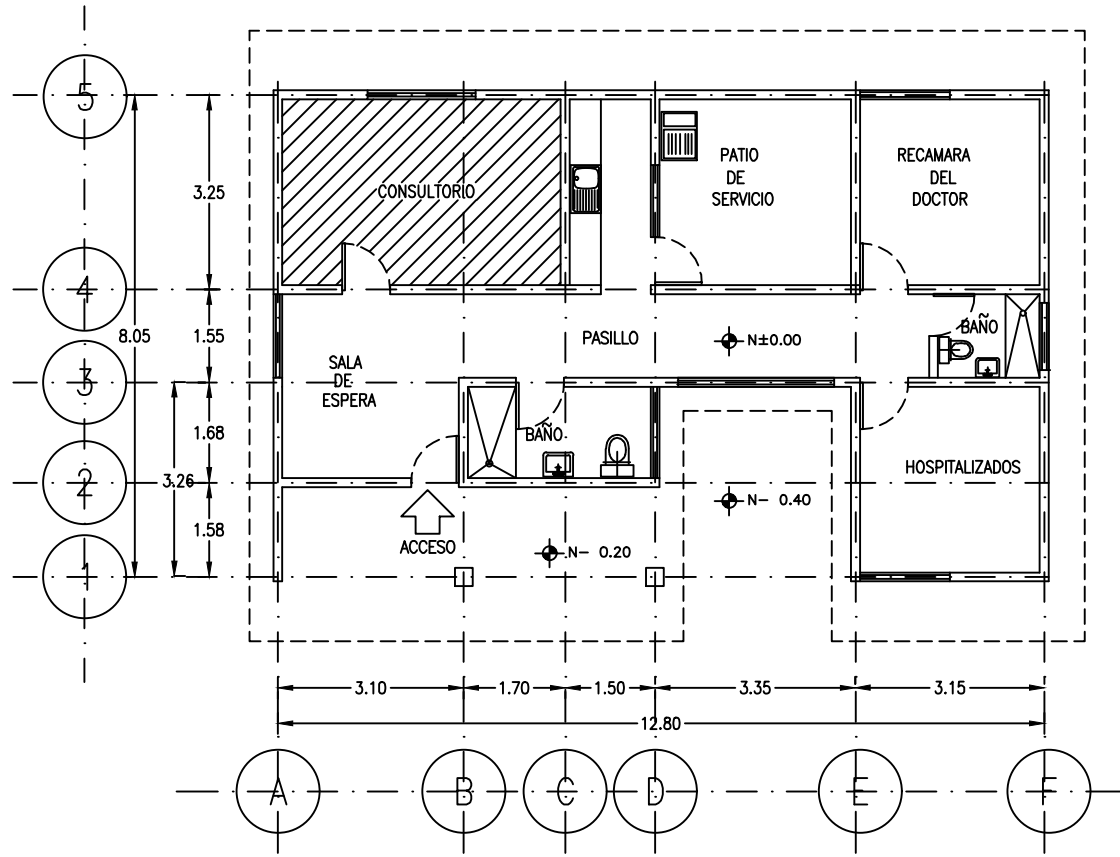 5
4
3
2
1
3.25
1.55
8.05
1.68
3.26
1.58
CONSULTORIO
PATIO
DE
SERVICIO
RECAMARA
DEL
DOCTOR
PASILLO
N±0.00
BAÑO
SALA
DE
ESPERA
BAÑO
HOSPITALIZADOS
N- 0.40
ACCESO
N- 0.20
3.10
1.70
1.50
3.35
3.15
12.80
A
B
C
D
E
F